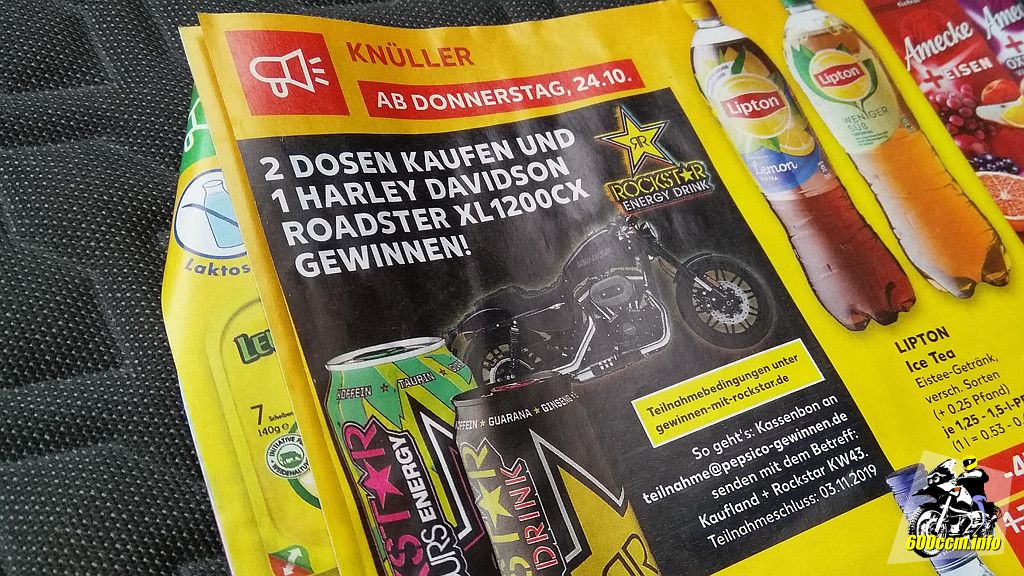 KNÜLLER
AB DONNERSTAG, 24.10.
2 DOSEN KAUFEN UND
1 HARLEY DAVIDSON
ROADSTER XL1200CX
GEWINNEN!
ROCKSTAR
ENERGY DRINK
Teilnahmebedingungen unter
gewinnen-mit-rockstar.de
So geht's: Kassenbon an
teilnahme@pepsico-gewinnen.de
senden mit dem Betreff:
Kaufland + Rockstar KW43.
Teilnahmeschluss: 03.11.2019
TAURIN
ENERGY
GUARANA ★ GINSENG
DRINK
Laktos
7 Scheiben
140g
Lipton
Lemon
Lipton
WENIGER
SÜß
Amecke
EISEN
LIPTON
Ice Tea
Eistee-Getränk,
versch. Sorten
(+ 0.25 Pfand)
je 1,25 - 1,5-l-P
(1 l = 0.53 - 0.
600ccm.info